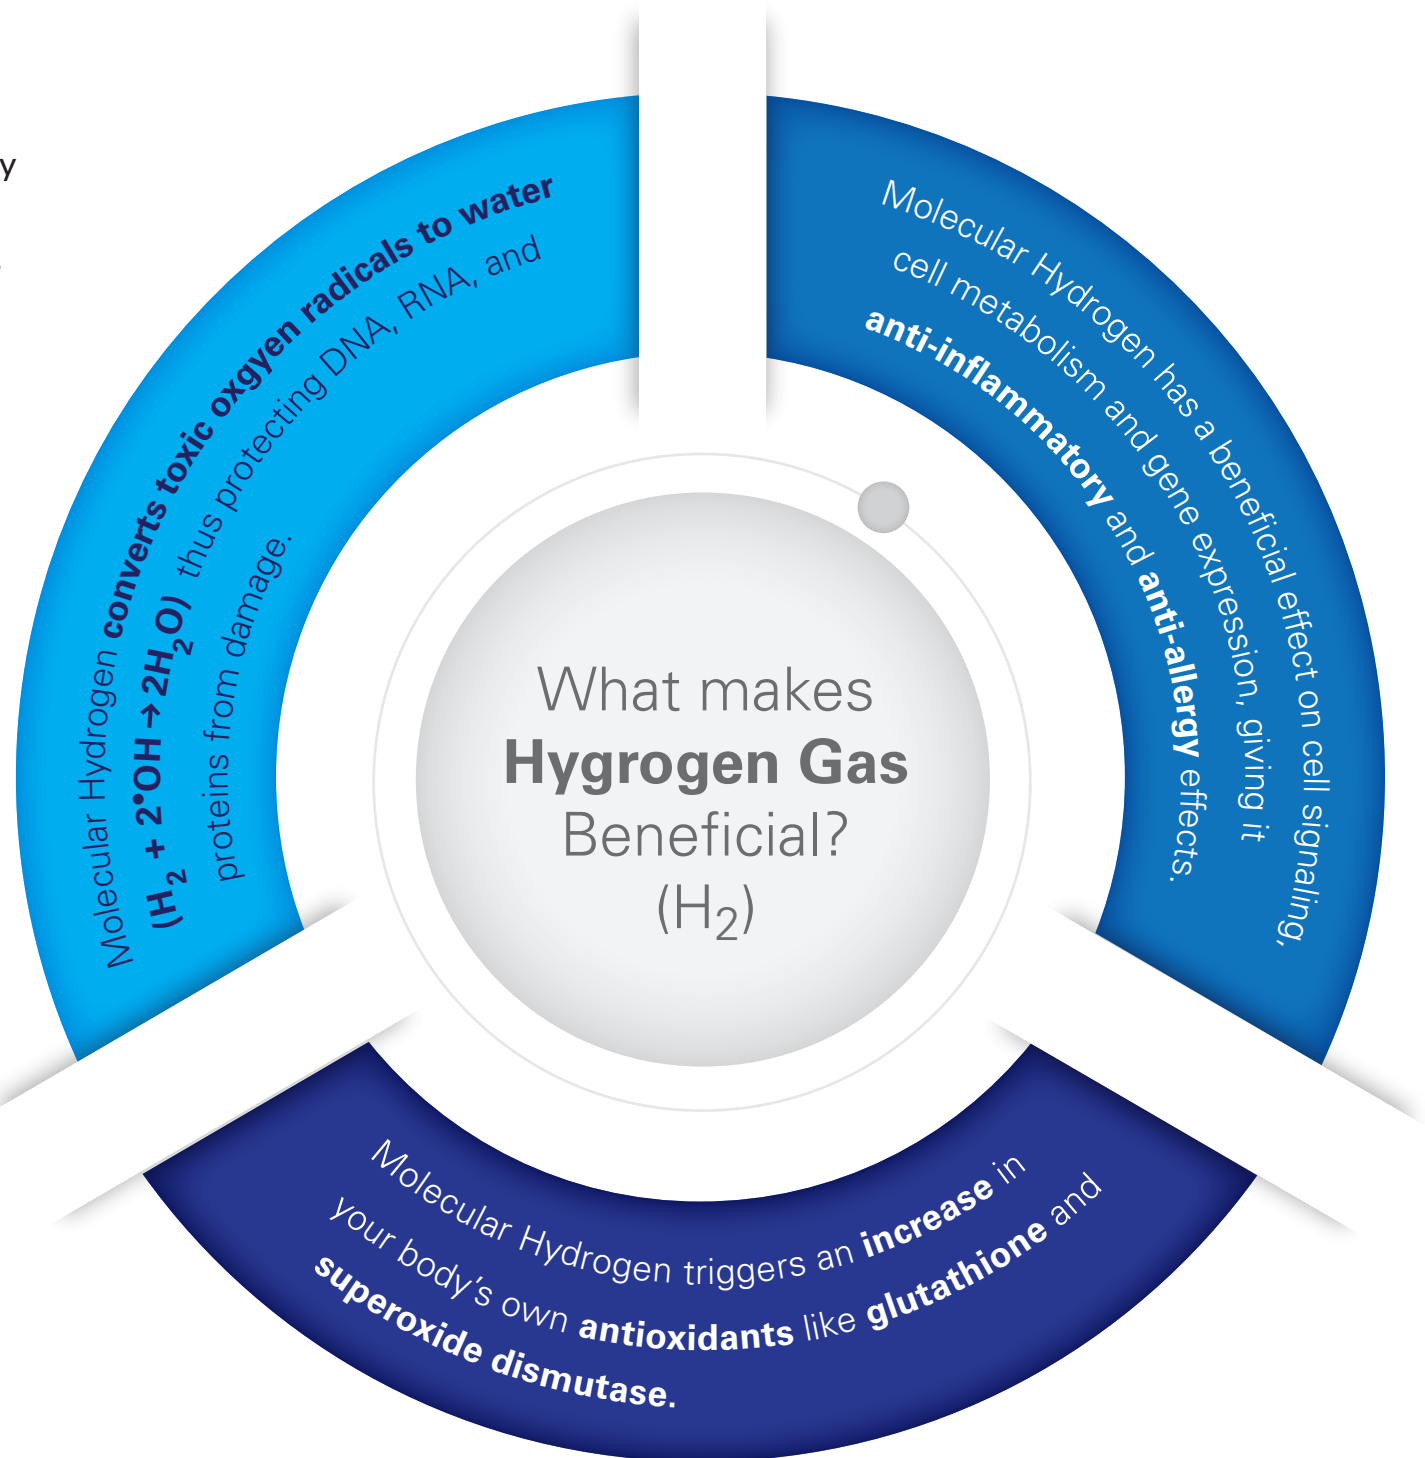 y
What makes
Hygrogen Gas
Beneficial?
(H₂)
Molecular Hydrogen converts toxic oxgyen radicals to water
(H₂ + 2•OH → 2H₂O) thus protecting DNA, RNA, and
proteins from damage.
Molecular Hydrogen has a beneficial effect on cell signaling,
cell metabolism and gene expression, giving it
anti-inflammatory and anti-allergy effects.
Molecular Hydrogen triggers an increase in
your body's own antioxidants like glutathione and
superoxide dismutase.